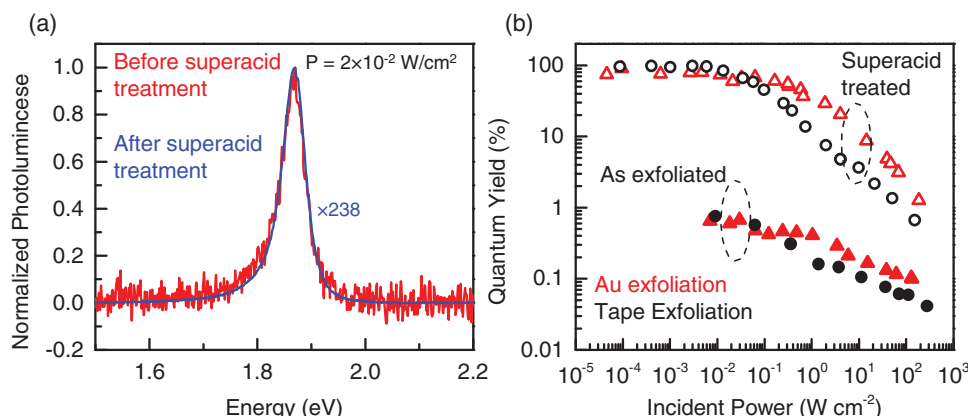 (a)
Normalized Photoluminescese
1.0
0.8
0.6
0.4
0.2
0.0
-0.2
Before superacid
treatment
P = 2×10-2 W/cm2
After superacid
treatment
×238
1.6
1.8
2.0
2.2
Energy (eV)
(b)
Quantum Yield (%)
100
10
1
0.1
0.01
Superacid
treated
As exfoliated
Au exfoliation
Tape Exfoliation
10-5
10-4
10-3
10-2
10-1
100
101
102
103
Incident Power (W cm-2)